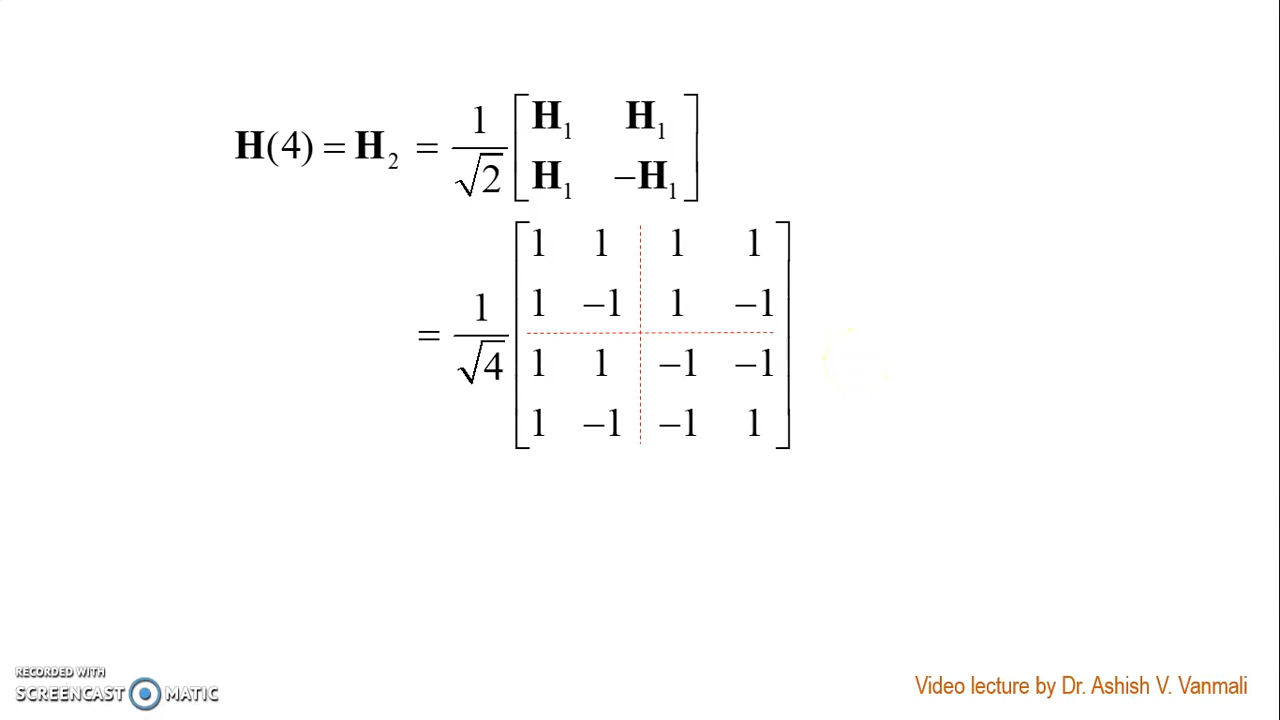 H(4) = H₂ = 1/√2 [H₁ H₁
H₁ −H₁]
= 1/√4 [1 1 1 1
1 −1 1 −1
1 1 −1 −1
1 −1 −1 1]
RECORDED WITH
SCREENCAST MATIC
Video lecture by Dr. Ashish V. Vanmali